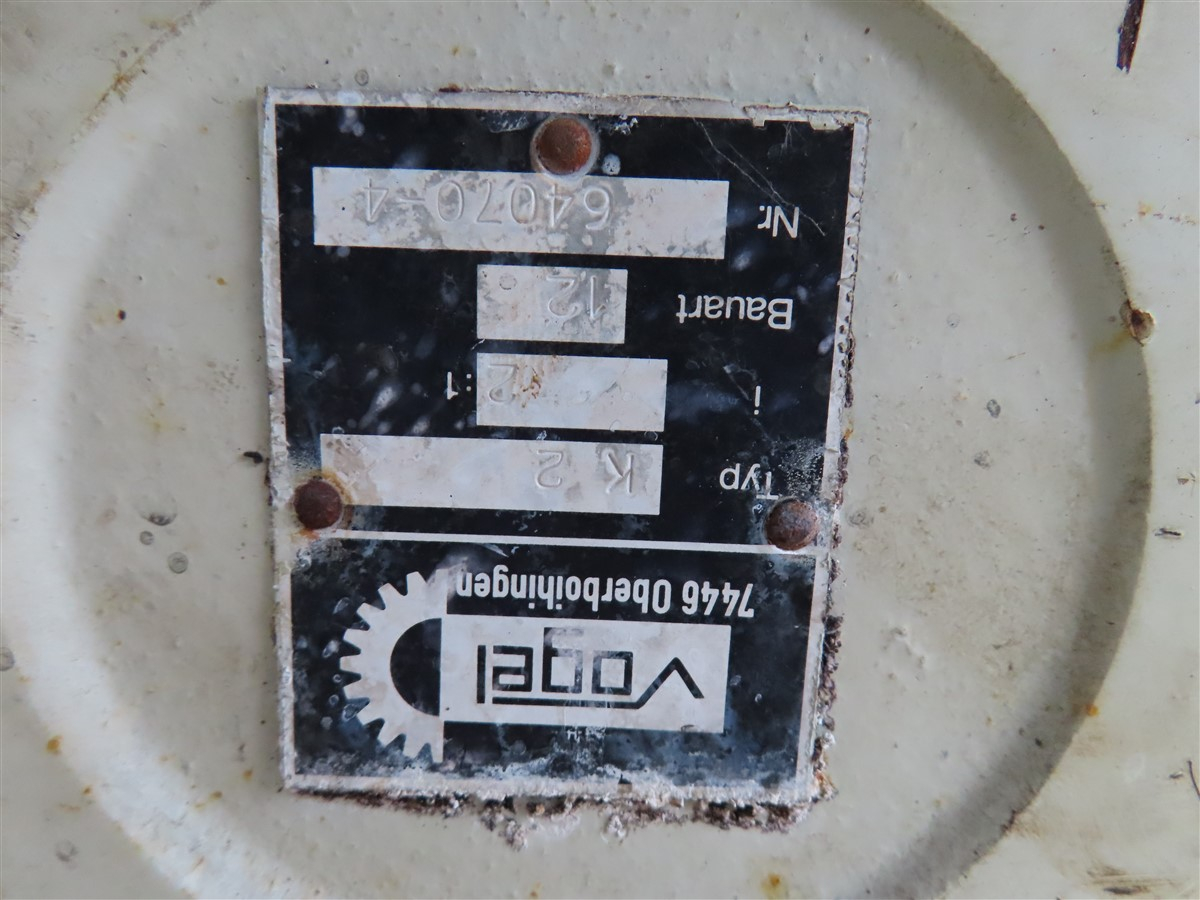 Vogel
7446 Oberboihingen
Typ K 2
i 2 :1
Bauart 12
Nr. 64070-4